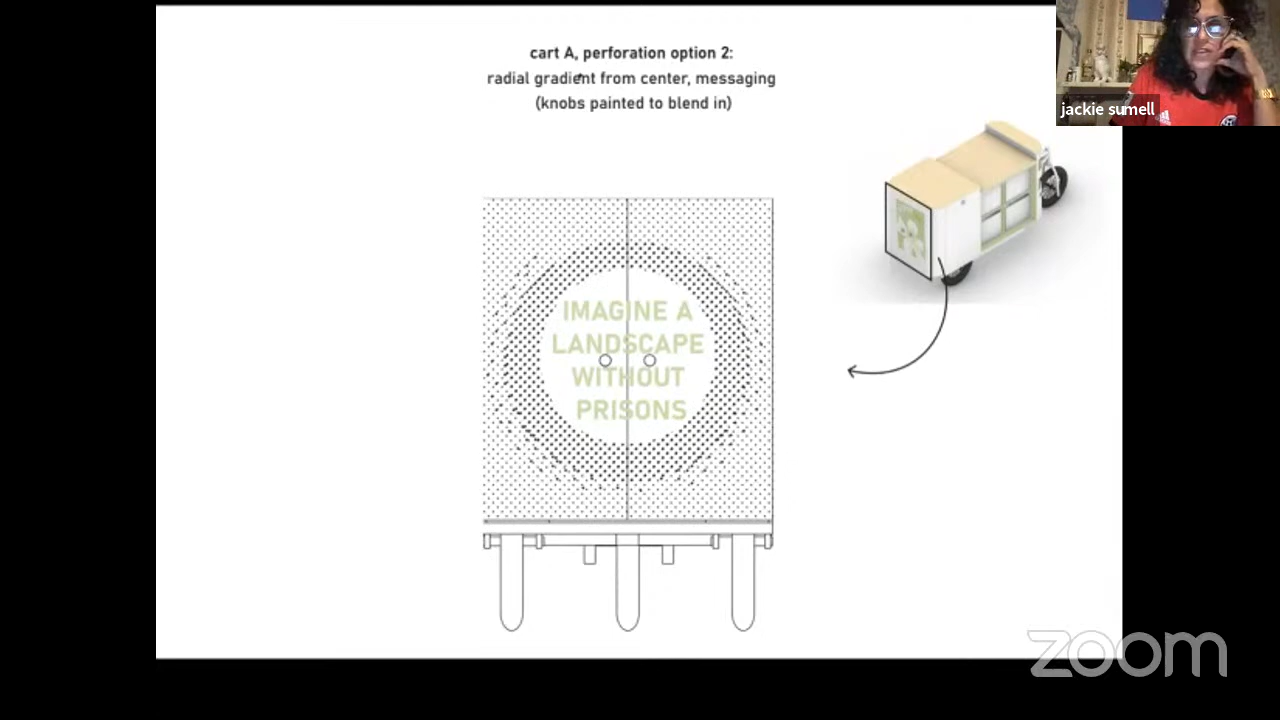 cart A, perforation option 2:
radial gradient from center, messaging
(knobs painted to blend in)
jackie sumell
IMAGINE A
LANDSCAPE
WITHOUT
PRISONS
zoom